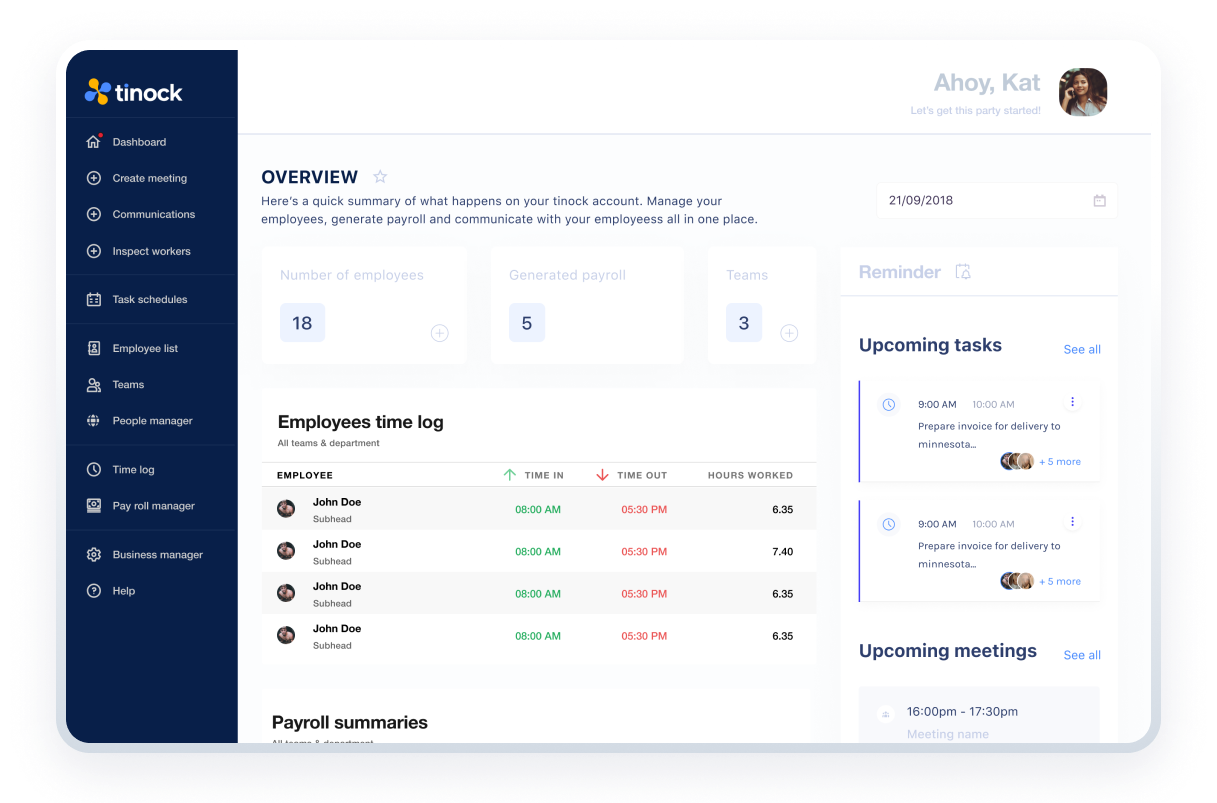 tinock
Dashboard
Create meeting
Communications
Inspect workers
Task schedules
Employee list
Teams
People manager
Time log
Pay roll manager
Business manager
Help
Ahoy, Kat
Let's get this party started!
OVERVIEW
Here's a quick summary of what happens on your tinock account. Manage your
employees, generate payroll and communicate with your employeess all in one place.
21/09/2018
Number of employees
18
Generated payroll
5
Teams
3
Employees time log
All teams & department
EMPLOYEE TIME IN TIME OUT HOURS WORKED
John Doe
Subhead
08:00 AM 05:30 PM 6.35
John Doe
Subhead
08:00 AM 05:30 PM 7.40
John Doe
Subhead
08:00 AM 05:30 PM 6.35
John Doe
Subhead
08:00 AM 05:30 PM 6.35
Payroll summaries
All teams & department
Reminder
Upcoming tasks See all
9:00 AM 10:00 AM
Prepare invoice for delivery to
minnesota...
+ 5 more
9:00 AM 10:00 AM
Prepare invoice for delivery to
minnesota...
+ 5 more
Upcoming meetings See all
16:00pm - 17:30pm
Meeting name